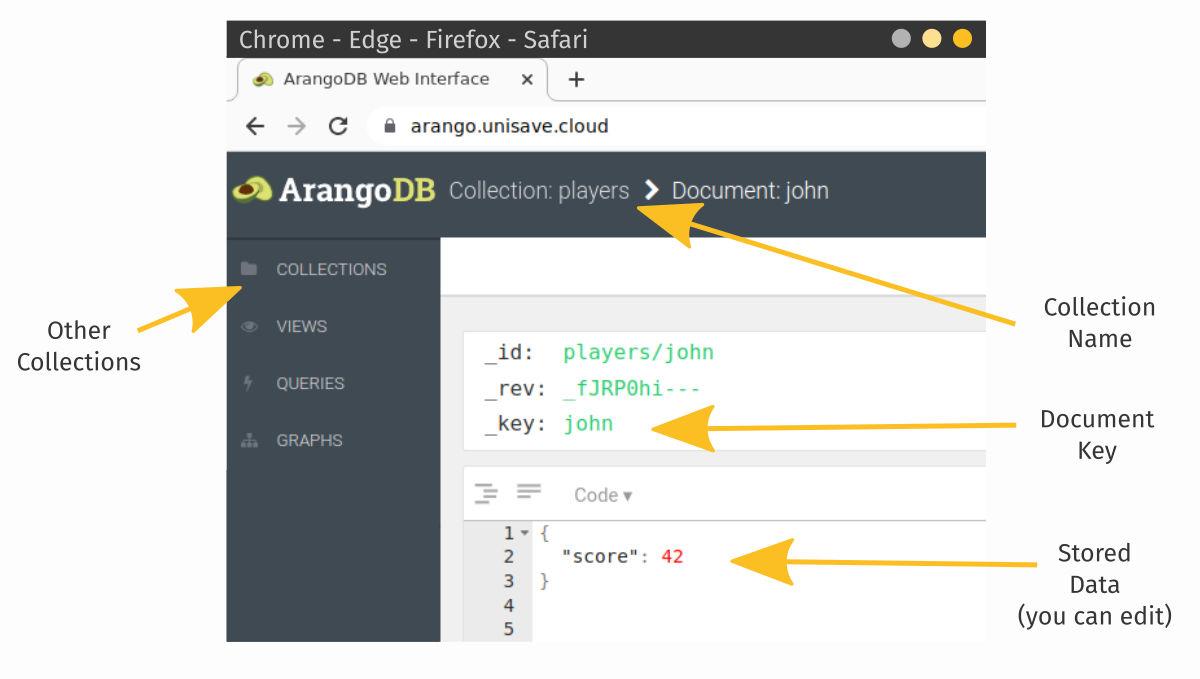 Chrome - Edge - Firefox - Safari
ArangoDB Web Interface
arango.unisave.cloud
ArangoDB Collection: players Document: john
COLLECTIONS
VIEWS
QUERIES
GRAPHS
Other
Collections
_id: players/john
_rev: _fJRP0hi---
_key: john
Code
1 {
2 "score": 42
3 }
4
5
Collection
Name
Document
Key
Stored
Data
(you can edit)